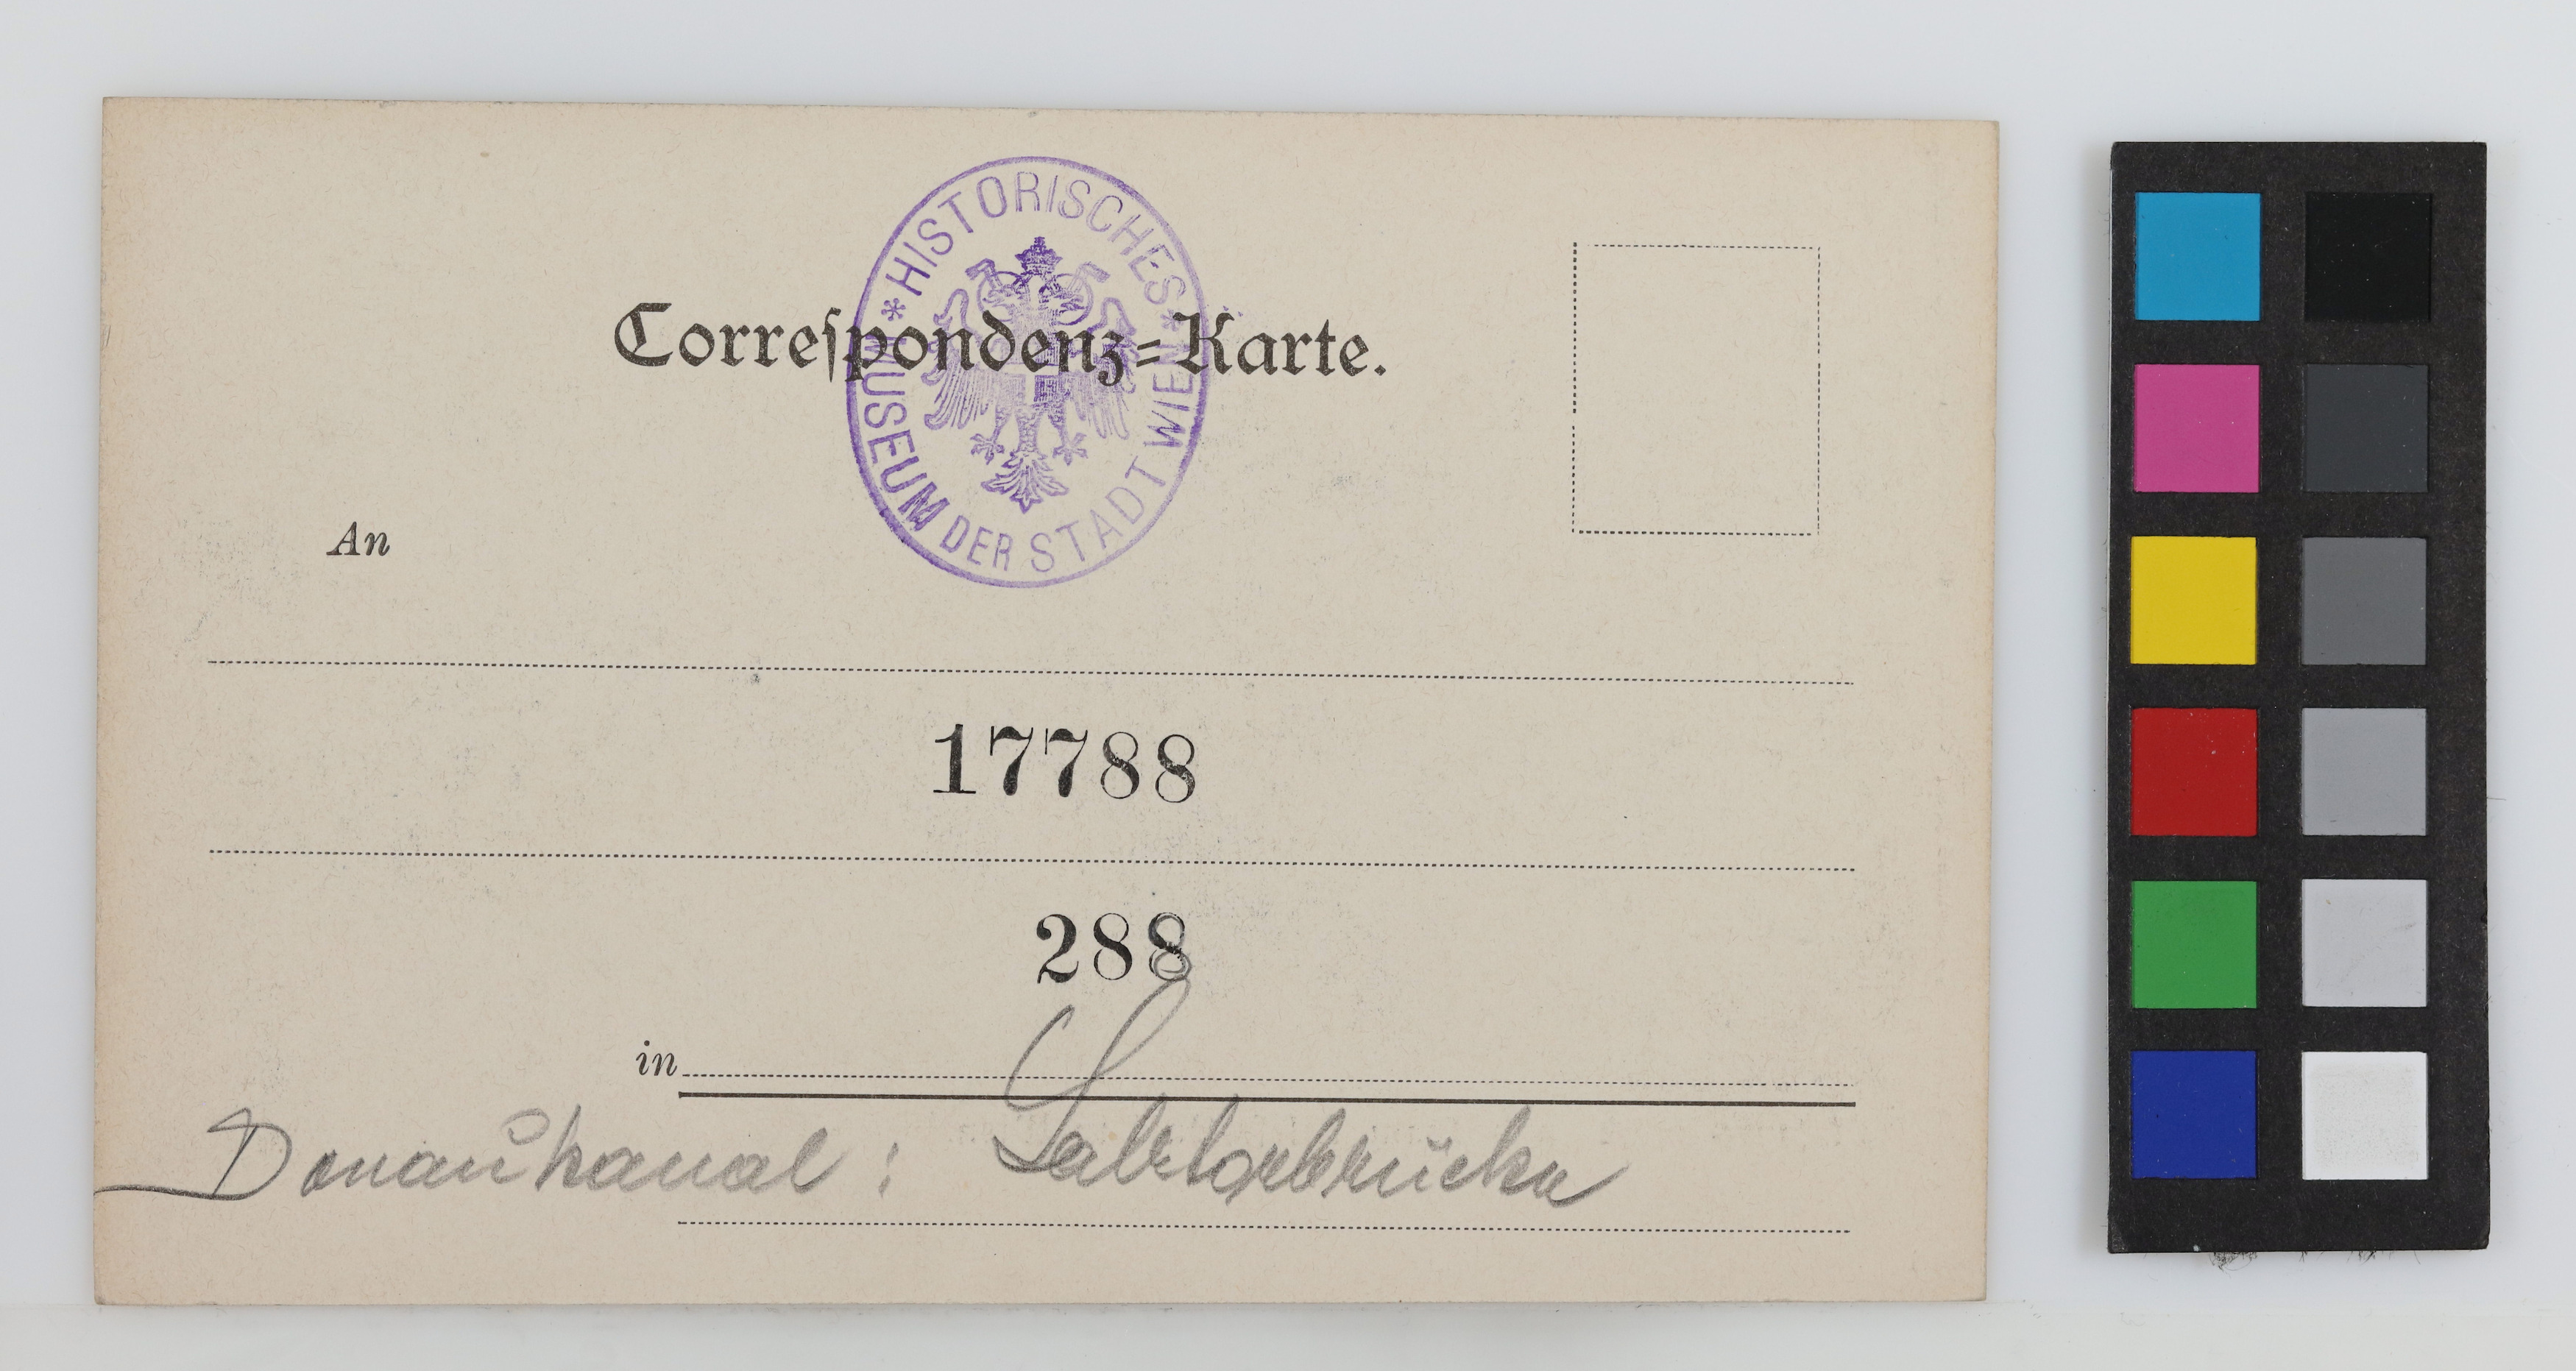 * HISTORISCHES *
MUSEUM DER STADT WIEN
Correſpondenz=Karte.
An
17788
288
in
Donaukanal : Salztorbrücke